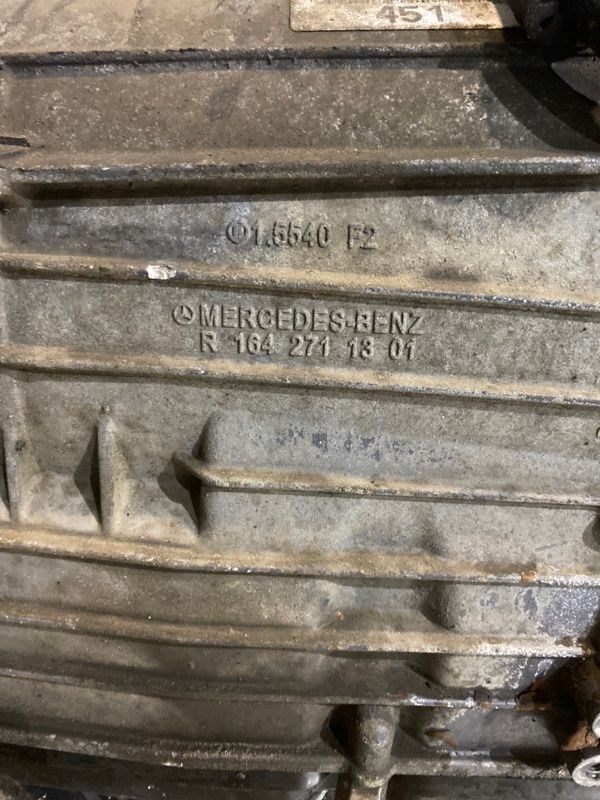 451
1.5540 F2
MERCEDES-BENZ
R 164 271 13 01